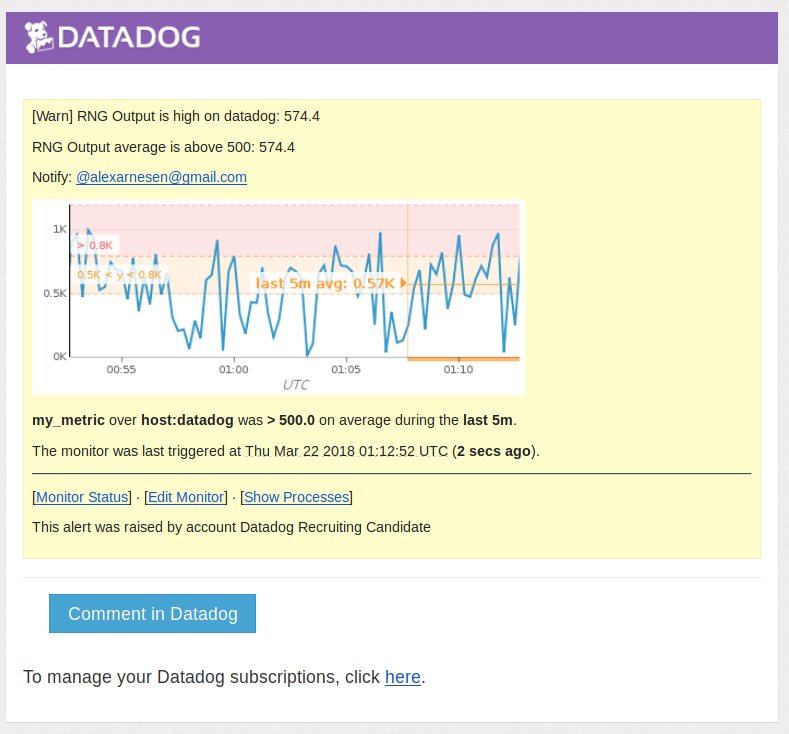 DATADOG
[Warn] RNG Output is high on datadog: 574.4
RNG Output average is above 500: 574.4
Notify: @alexarnesen@gmail.com
1K
> 0.8K
0.5K < y < 0.8K
last 5m avg: 0.57K
0.5K
0K
00:55 01:00 01:05 01:10
UTC
my_metric over host:datadog was > 500.0 on average during the last 5m.
The monitor was last triggered at Thu Mar 22 2018 01:12:52 UTC (2 secs ago).
[Monitor Status] · [Edit Monitor] · [Show Processes]
This alert was raised by account Datadog Recruiting Candidate
Comment in Datadog
To manage your Datadog subscriptions, click here.